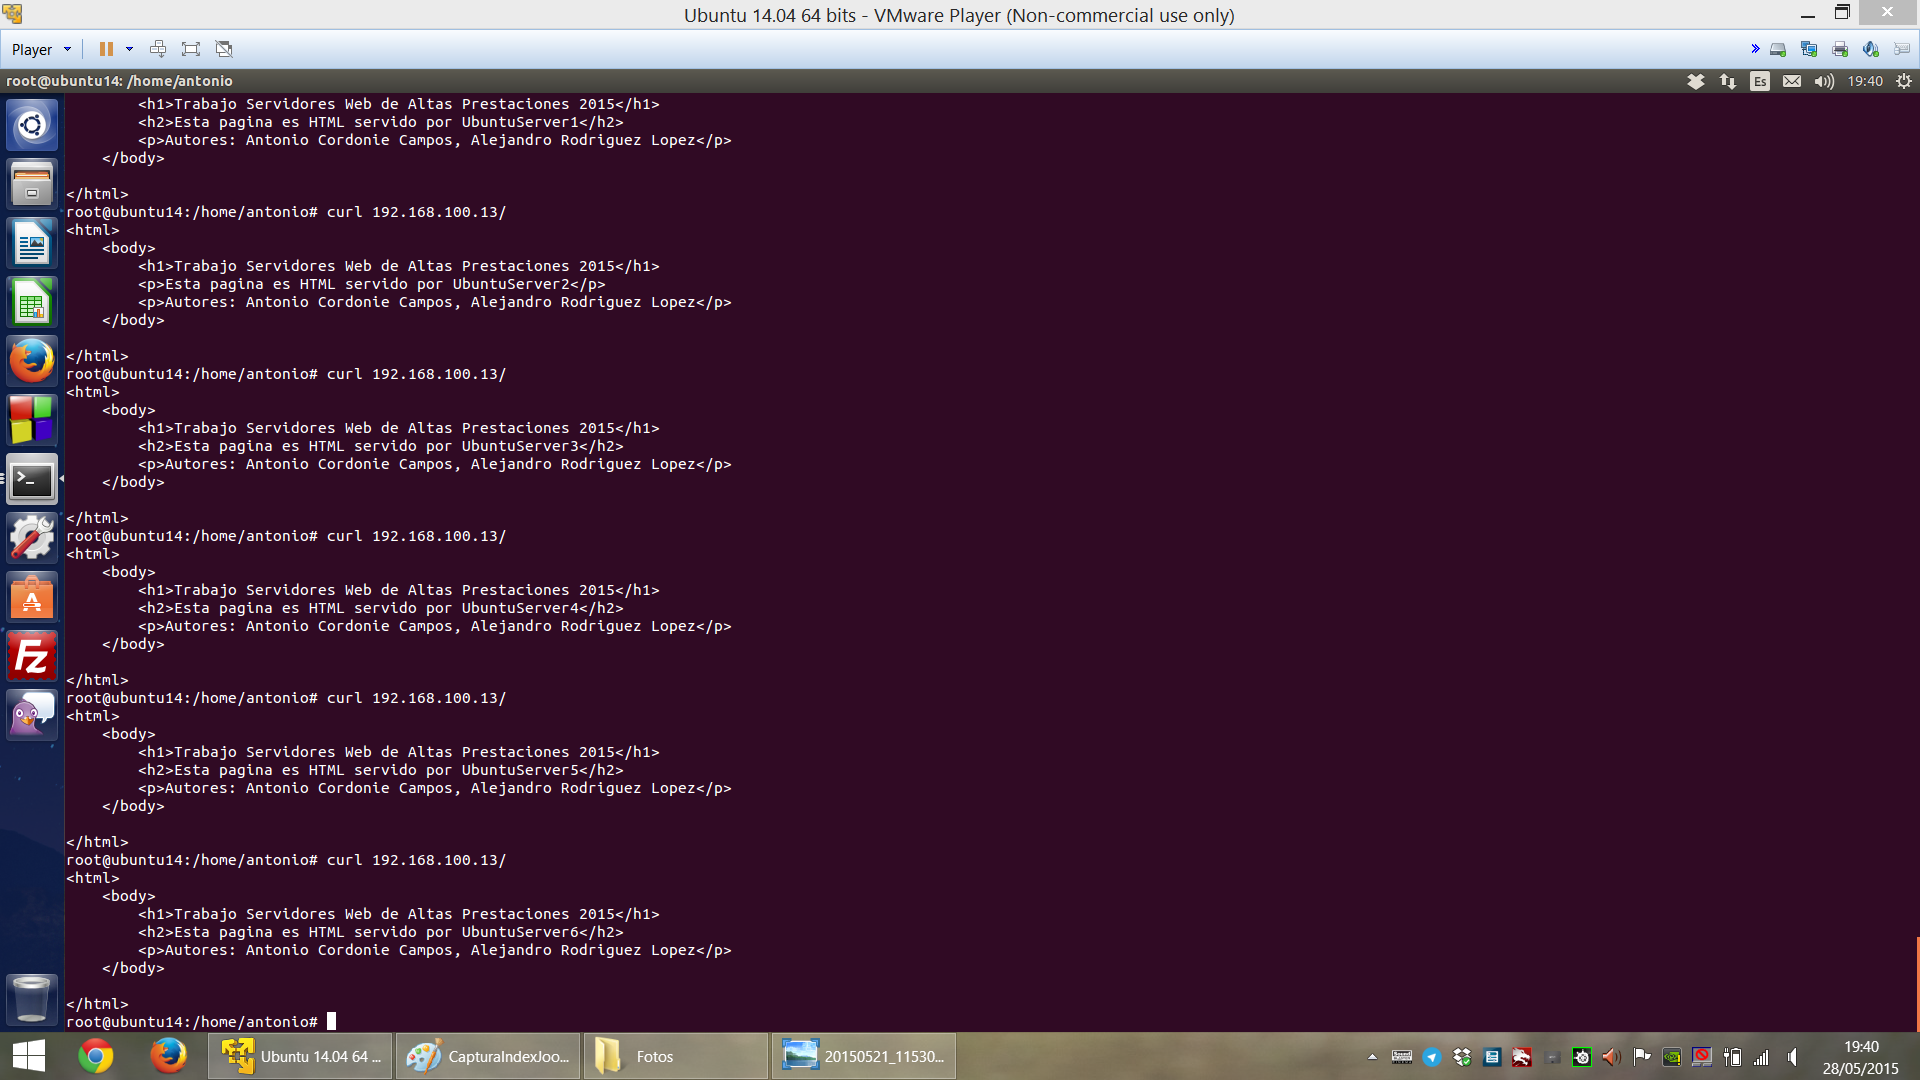 Ubuntu 14.04 64 bits - VMware Player (Non-commercial use only)
Player
root@ubuntu14: /home/antonio
Es
19:40
        <h1>Trabajo Servidores Web de Altas Prestaciones 2015</h1>
        <h2>Esta pagina es HTML servido por UbuntuServer1</h2>
        <p>Autores: Antonio Cordonie Campos, Alejandro Rodriguez Lopez</p>
    </body>
</html>
root@ubuntu14:/home/antonio# curl 192.168.100.13/
<html>
    <body>
        <h1>Trabajo Servidores Web de Altas Prestaciones 2015</h1>
        <p>Esta pagina es HTML servido por UbuntuServer2</p>
        <p>Autores: Antonio Cordonie Campos, Alejandro Rodriguez Lopez</p>
    </body>
</html>
root@ubuntu14:/home/antonio# curl 192.168.100.13/
<html>
    <body>
        <h1>Trabajo Servidores Web de Altas Prestaciones 2015</h1>
        <h2>Esta pagina es HTML servido por UbuntuServer3</h2>
        <p>Autores: Antonio Cordonie Campos, Alejandro Rodriguez Lopez</p>
    </body>
</html>
root@ubuntu14:/home/antonio# curl 192.168.100.13/
<html>
    <body>
        <h1>Trabajo Servidores Web de Altas Prestaciones 2015</h1>
        <h2>Esta pagina es HTML servido por UbuntuServer4</h2>
        <p>Autores: Antonio Cordonie Campos, Alejandro Rodriguez Lopez</p>
    </body>
</html>
root@ubuntu14:/home/antonio# curl 192.168.100.13/
<html>
    <body>
        <h1>Trabajo Servidores Web de Altas Prestaciones 2015</h1>
        <h2>Esta pagina es HTML servido por UbuntuServer5</h2>
        <p>Autores: Antonio Cordonie Campos, Alejandro Rodriguez Lopez</p>
    </body>
</html>
root@ubuntu14:/home/antonio# curl 192.168.100.13/
<html>
    <body>
        <h1>Trabajo Servidores Web de Altas Prestaciones 2015</h1>
        <h2>Esta pagina es HTML servido por UbuntuServer6</h2>
        <p>Autores: Antonio Cordonie Campos, Alejandro Rodriguez Lopez</p>
    </body>
</html>
root@ubuntu14:/home/antonio#
Ubuntu 14.04 64 ...
CapturaIndexJoo...
Fotos
20150521_11530...
19:40
28/05/2015